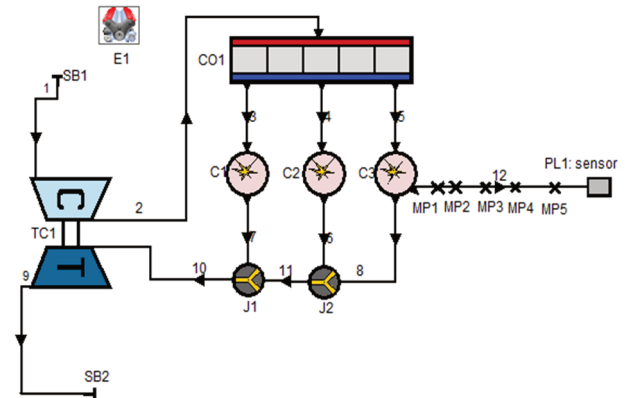 E1
SB1
1
CO1
3 4 5
2
C1 C2 C3
12
PL1: sensor
MP1 MP2 MP3 MP4 MP5
C
TC1
T
7 6
9 10 11 8
J1 J2
SB2